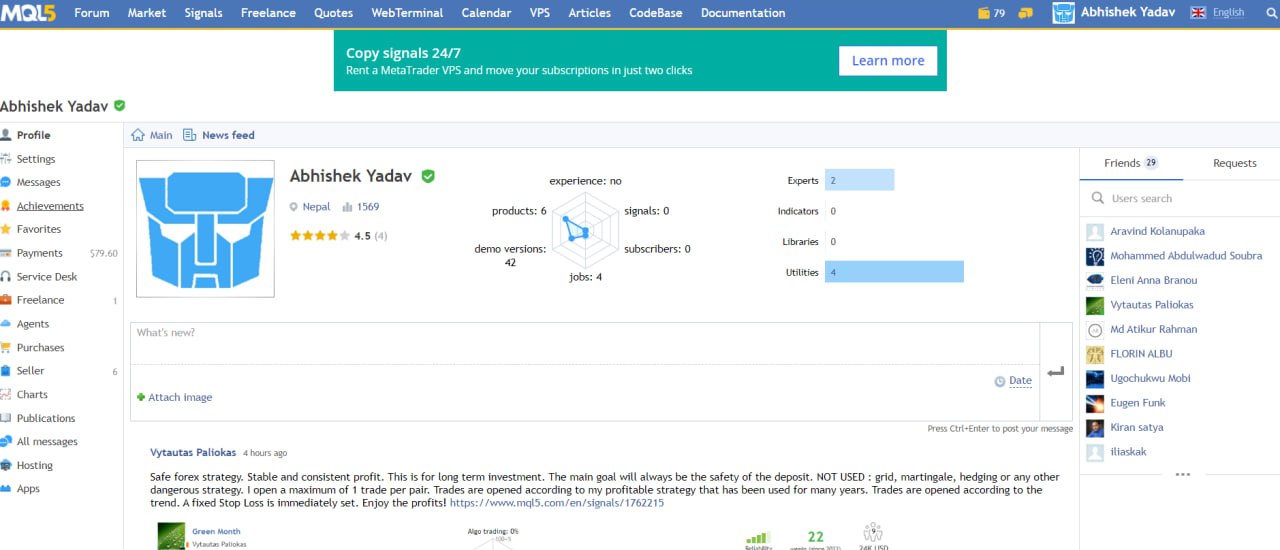 MQL5 Forum Market Signals Freelance Quotes WebTerminal Calendar VPS Articles CodeBase Documentation 79 Abhishek Yadav English
Copy signals 24/7
Rent a MetaTrader VPS and move your subscriptions in just two clicks
Learn more
Abhishek Yadav
Profile
Settings
Messages
Achievements
Favorites
Payments $79.60
Service Desk
Freelance 1
Agents
Purchases
Seller 6
Charts
Publications
All messages
Hosting
Apps
Main News feed
Abhishek Yadav
Nepal 1569
4.5 (4)
experience: no
products: 6 signals: 0
demo versions: 42 subscribers: 0
jobs: 4
Experts 2
Indicators 0
Libraries 0
Utilities 4
What's new?
Date
Attach image
Press Ctrl+Enter to post your message
Vytautas Paliokas 4 hours ago
Safe forex strategy. Stable and consistent profit. This is for long term investment. The main goal will always be the safety of the deposit. NOT USED : grid, martingale, hedging or any other
dangerous strategy. I open a maximum of 1 trade per pair. Trades are opened according to my profitable strategy that has been used for many years. Trades are opened according to the
trend. A fixed Stop Loss is immediately set. Enjoy the profits! https://www.mql5.com/en/signals/1762215
Green Month
Vytautas Paliokas
Algo trading: 0%
22
9
Friends 29 Requests
Users search
Aravind Kolanupaka
Mohammed Abdulwadud Soubra
Eleni Anna Branou
Vytautas Paliokas
Md Atikur Rahman
FLORIN ALBU
Ugochukwu Mobi
Eugen Funk
Kiran satya
iliaskak